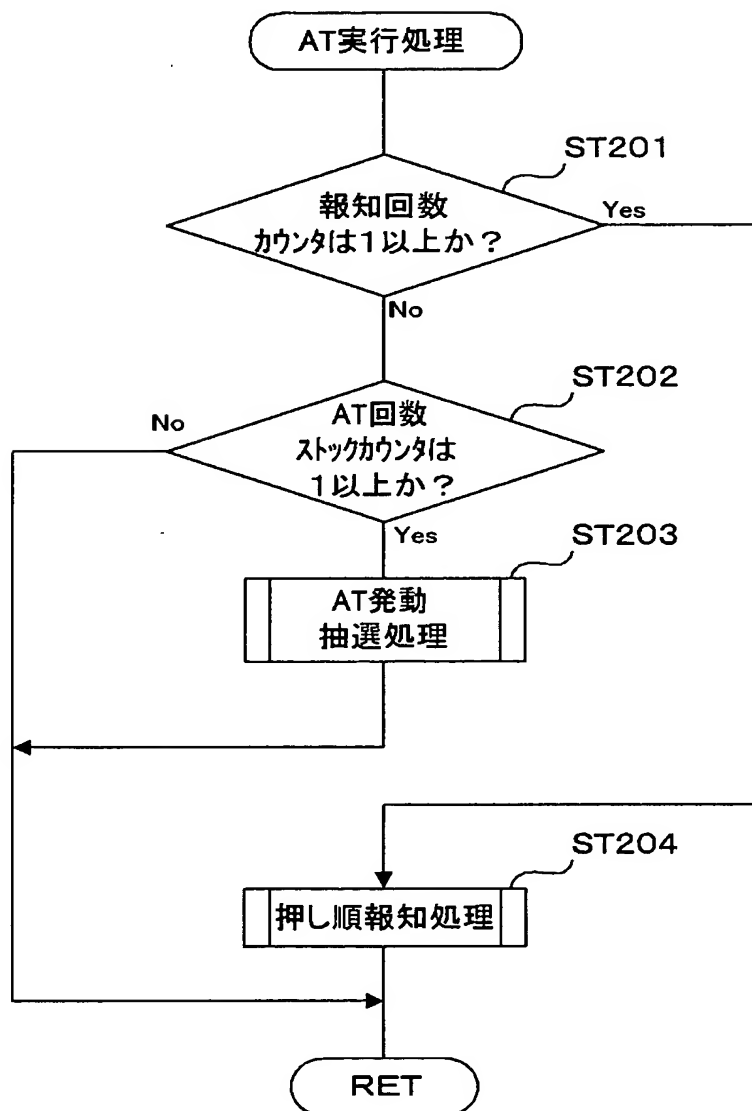 AT実行処理
ST201
報知回数
カウンタは1以上か?
Yes
No
ST202
No
AT回数
ストックカウンタは
1以上か?
Yes
ST203
AT発動
抽選処理
ST204
押し順報知処理
RET